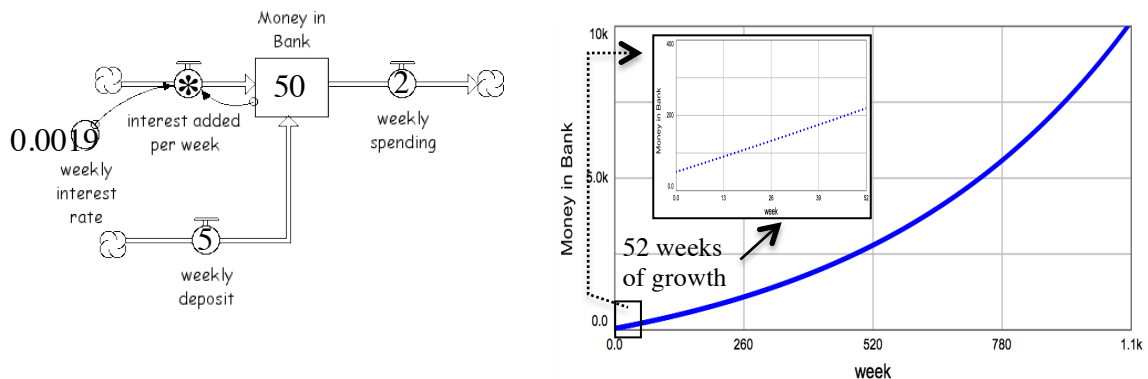 Money in
Bank
50
*
2
interest added
per week
weekly
spending
0.0019
weekly
interest
rate
5
weekly
deposit
10k
5.0k
0.0
Money in Bank
0.0
260
520
780
1.1k
week
400
200
0.0
Money in Bank
0.0
13
26
39
52
week
52 weeks
of growth